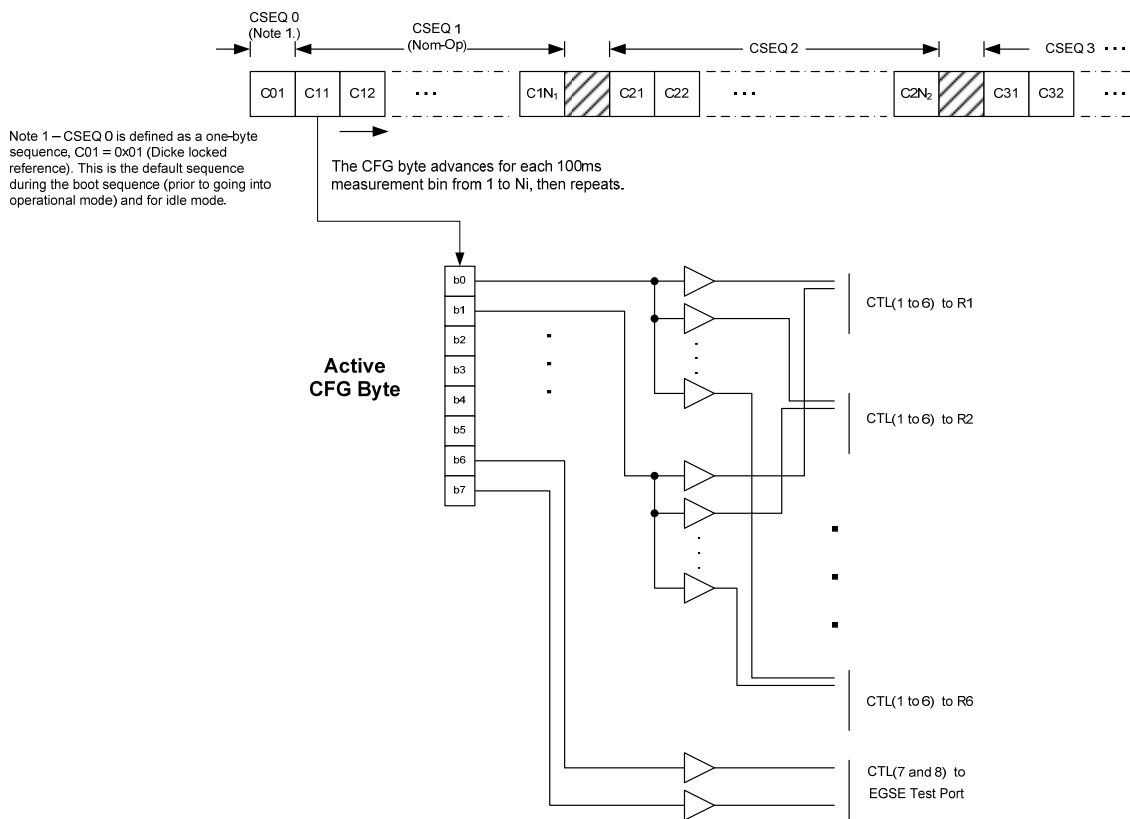 CSEQ 0
(Note 1.)
CSEQ 1
(Nom-Op)
CSEQ 2
CSEQ 3 ...
C01
C11
C12
...
C1N₁
C21
C22
...
C2N₂
C31
C32
...
Note 1 – CSEQ 0 is defined as a one-byte
sequence, C01 = 0x01 (Dicke locked
reference). This is the default sequence
during the boot sequence (prior to going into
operational mode) and for idle mode.
The CFG byte advances for each 100ms
measurement bin from 1 to Ni, then repeats.
Active
CFG Byte
b0
b1
b2
b3
b4
b5
b6
b7
CTL(1 to 6) to R1
CTL(1 to 6) to R2
CTL(1 to 6) to R6
CTL(7 and 8) to
EGSE Test Port